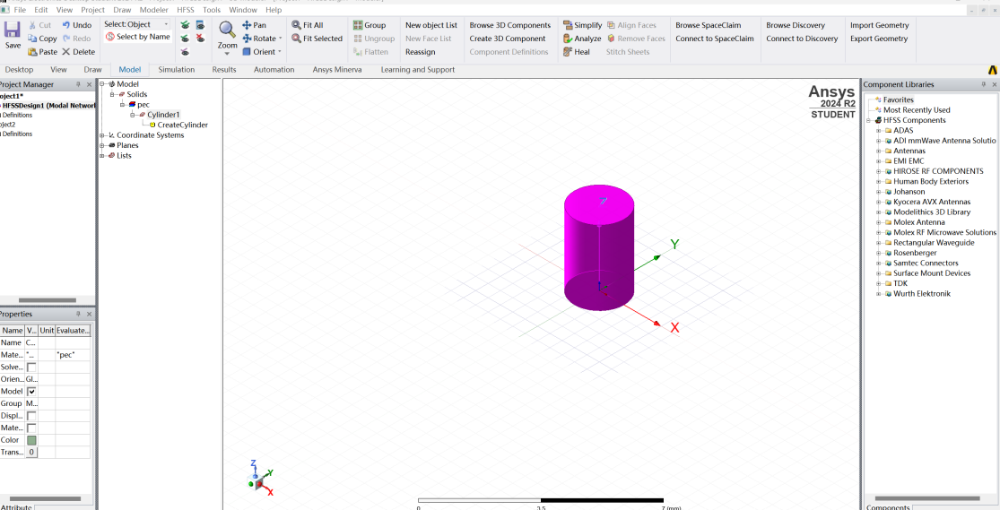 Save
Cut
Copy
Paste
Undo
Redo
Delete
Select: Object
Select by Name
Zoom
Pan
Rotate
Orient
Fit All
Fit Selected
Group
Ungroup
Flatten
New object List
New Face List
Reassign
Browse 3D Components
Create 3D Component
Component Definitions
Simplify
Analyze
Heal
Align Faces
Remove Faces
Stitch Sheets
Browse SpaceClaim
Connect to SpaceClaim
Browse Discovery
Connect to Discovery
Import Geometry
Export Geometry
File Edit View Project Draw Modeler HFSS Tools Window Help
Desktop View Draw Model Simulation Results Automation Ansys Minerva Learning and Support
Project Manager
oject1*
HFSSDesign1 (Modal Network
Definitions
oject2
Definitions
Model
Solids
pec
Cylinder1
CreateCylinder
Coordinate Systems
Planes
Lists
Properties
Name V... Unit Evaluate...
Name C...
Mate... "... "pec"
Solve...
Orien... Gl...
Model
Group M...
Displ...
Mate...
Color
Trans... 0
Attribute
Ansys
2024 R2
STUDENT
Y
X
Z
Y
X
0 3.5 7 (mm)
Component Libraries
Favorites
Most Recently Used
HFSS Components
ADAS
ADI mmWave Antenna Solutio
Antennas
EMI EMC
HIROSE RF COMPONENTS
Human Body Exteriors
Johanson
Kyocera AVX Antennas
Modelithics 3D Library
Molex Antenna
Molex RF Microwave Solutions
Rectangular Waveguide
Rosenberger
Samtec Connectors
Surface Mount Devices
TDK
Wurth Elektronik
Components